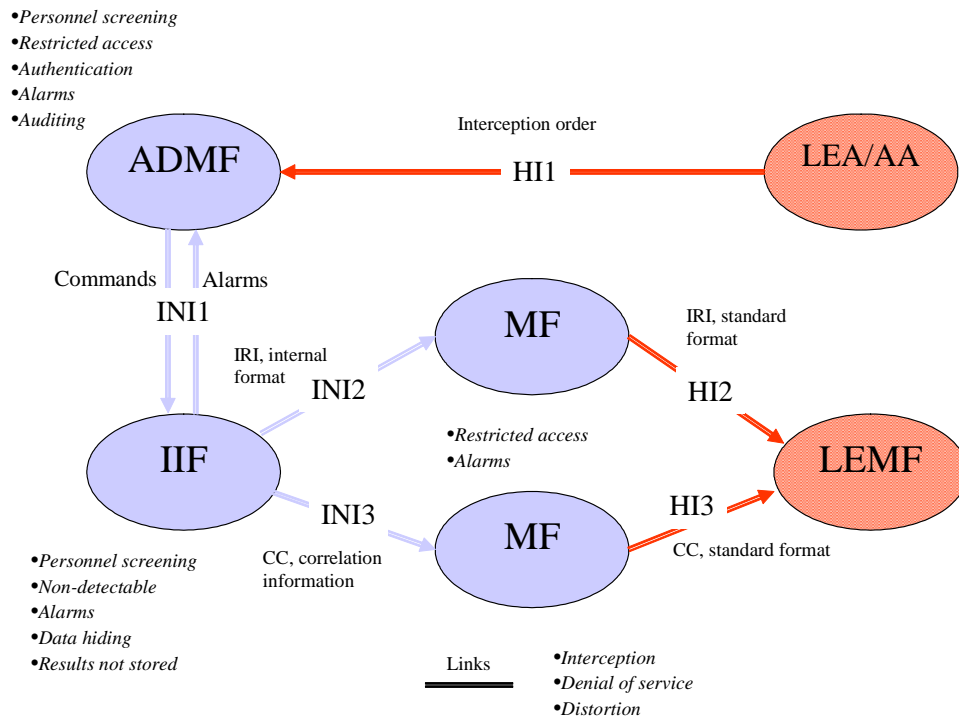 •Personnel screening
•Restricted access
•Authentication
•Alarms
•Auditing
Interception order
ADMF
HI1
LEA/AA
Commands
Alarms
INI1
MF
IRI, standard
format
IRI, internal
format
INI2
HI2
•Restricted access
•Alarms
IIF
LEMF
INI3
MF
HI3
CC, correlation
information
CC, standard format
•Personnel screening
•Non-detectable
•Alarms
•Data hiding
•Results not stored
Links
•Interception
•Denial of service
•Distortion